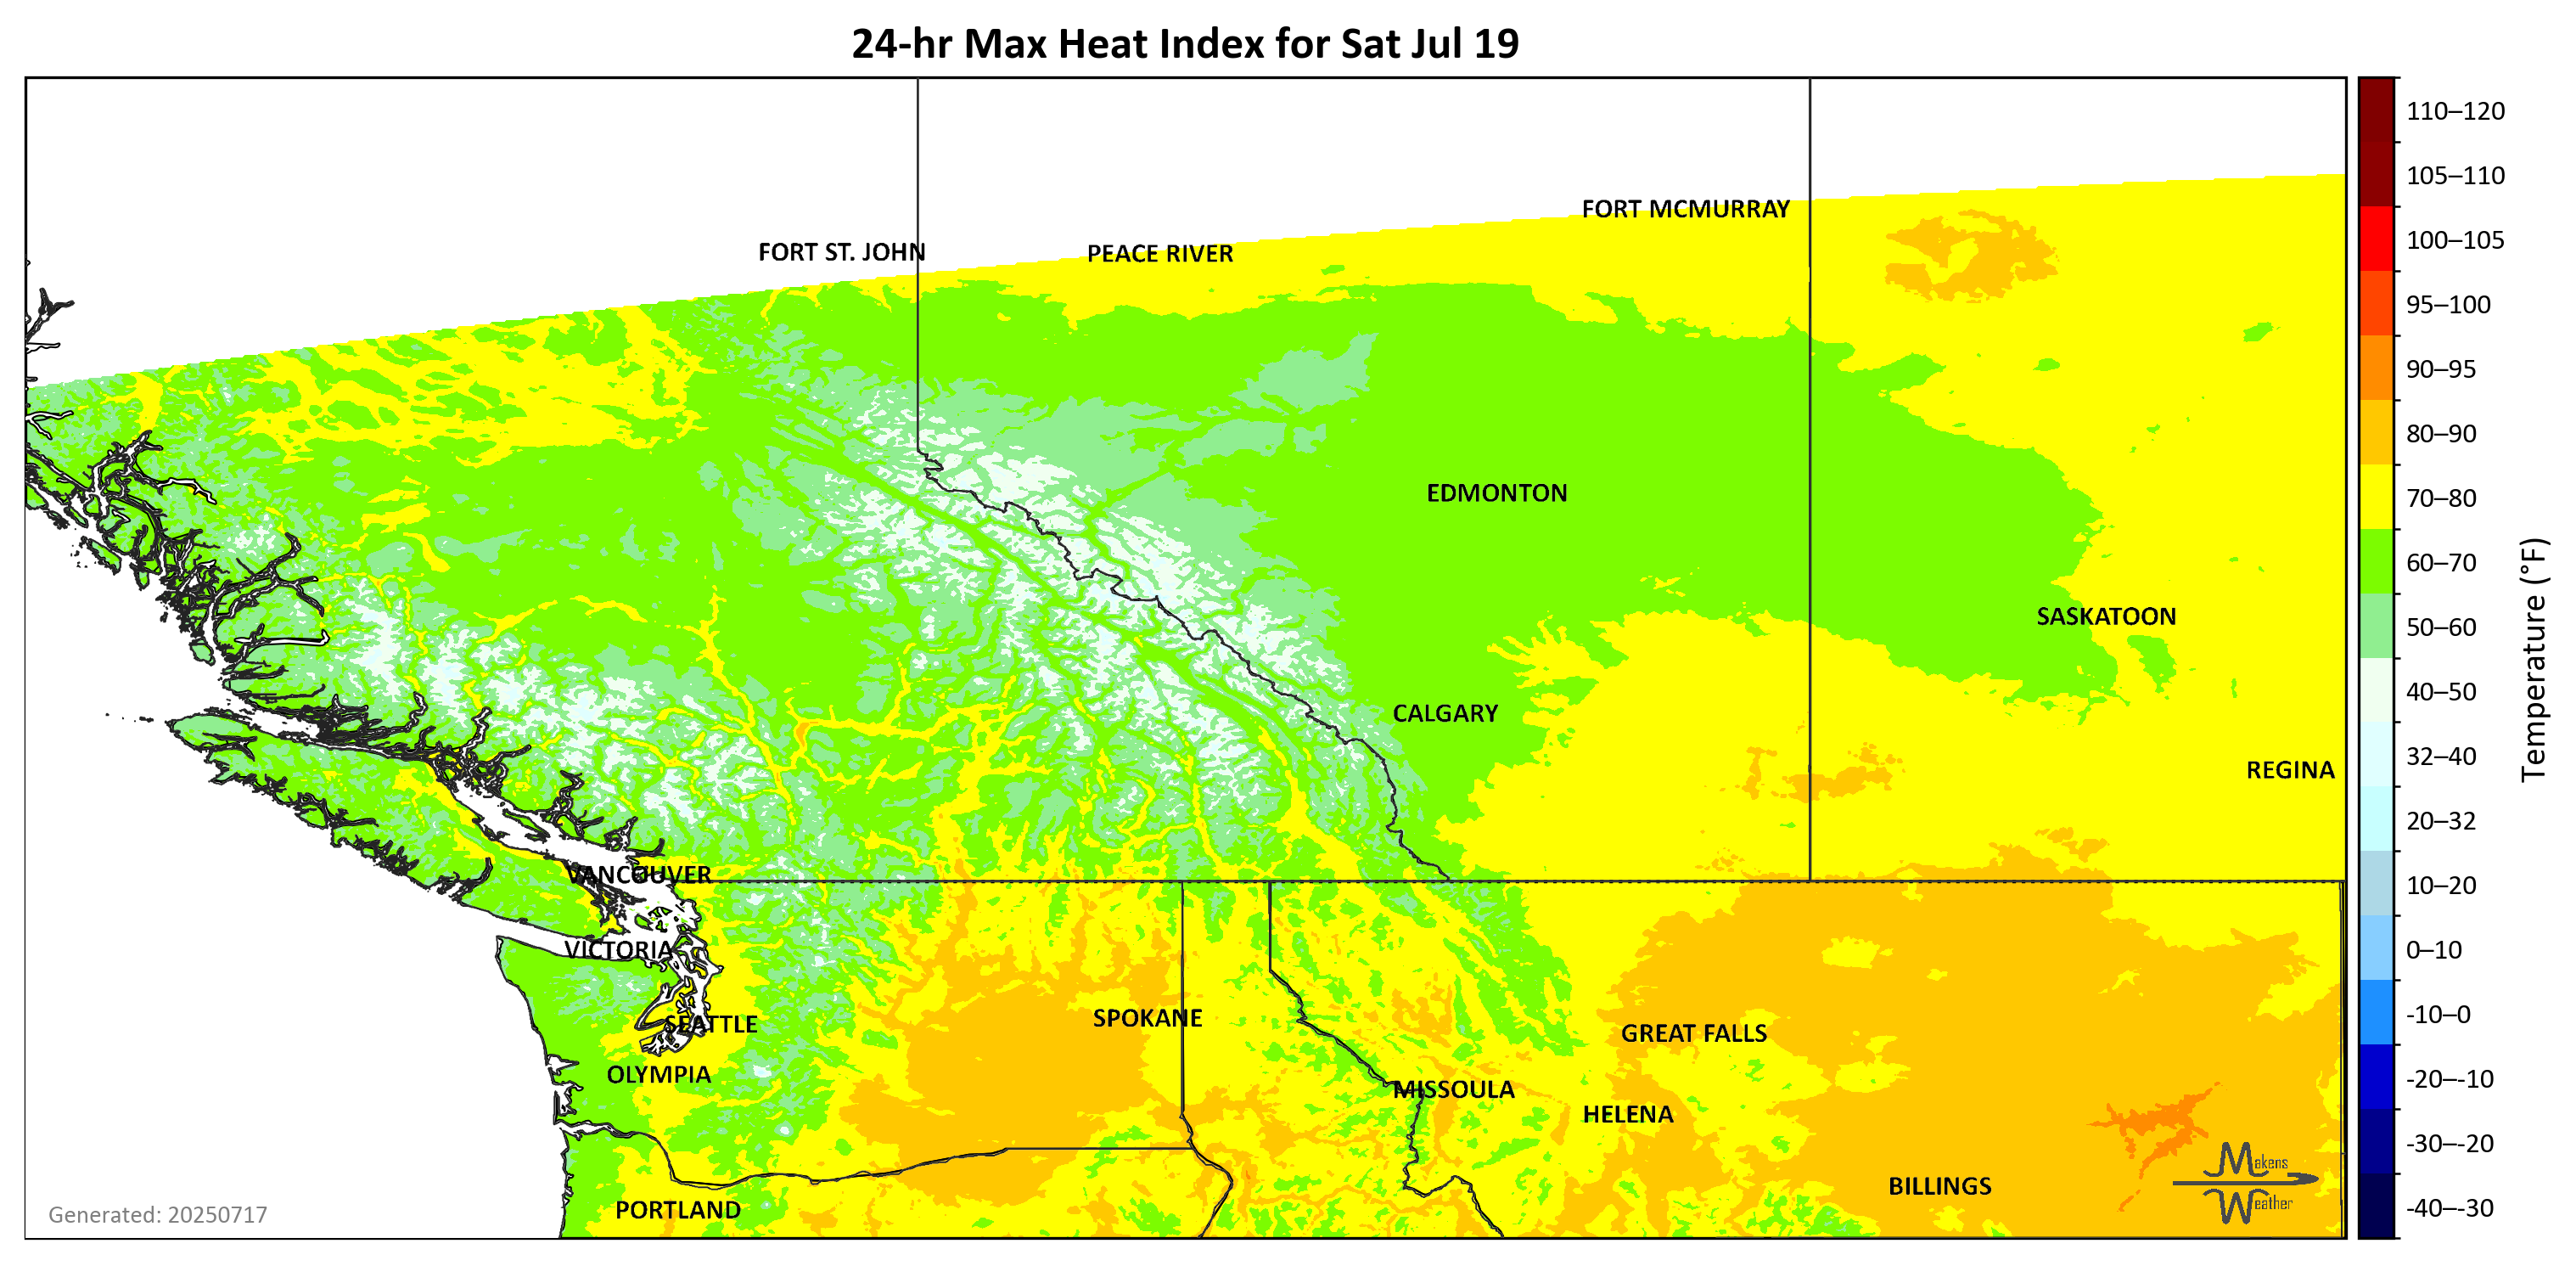 24-hr Max Heat Index for Sat Jul 19
FORT MCMURRAY
FORT ST. JOHN
PEACE RIVER
EDMONTON
SASKATOON
CALGARY
REGINA
VANCOUVER
VICTORIA
SEATTLE
SPOKANE
GREAT FALLS
OLYMPIA
MISSOULA
HELENA
BILLINGS
PORTLAND
Makens
Weather
Generated: 20250717
110–120
105–110
100–105
95–100
90–95
80–90
70–80
60–70
50–60
40–50
32–40
20–32
10–20
0–10
-10–0
-20–-10
-30–-20
-40–-30
Temperature (°F)